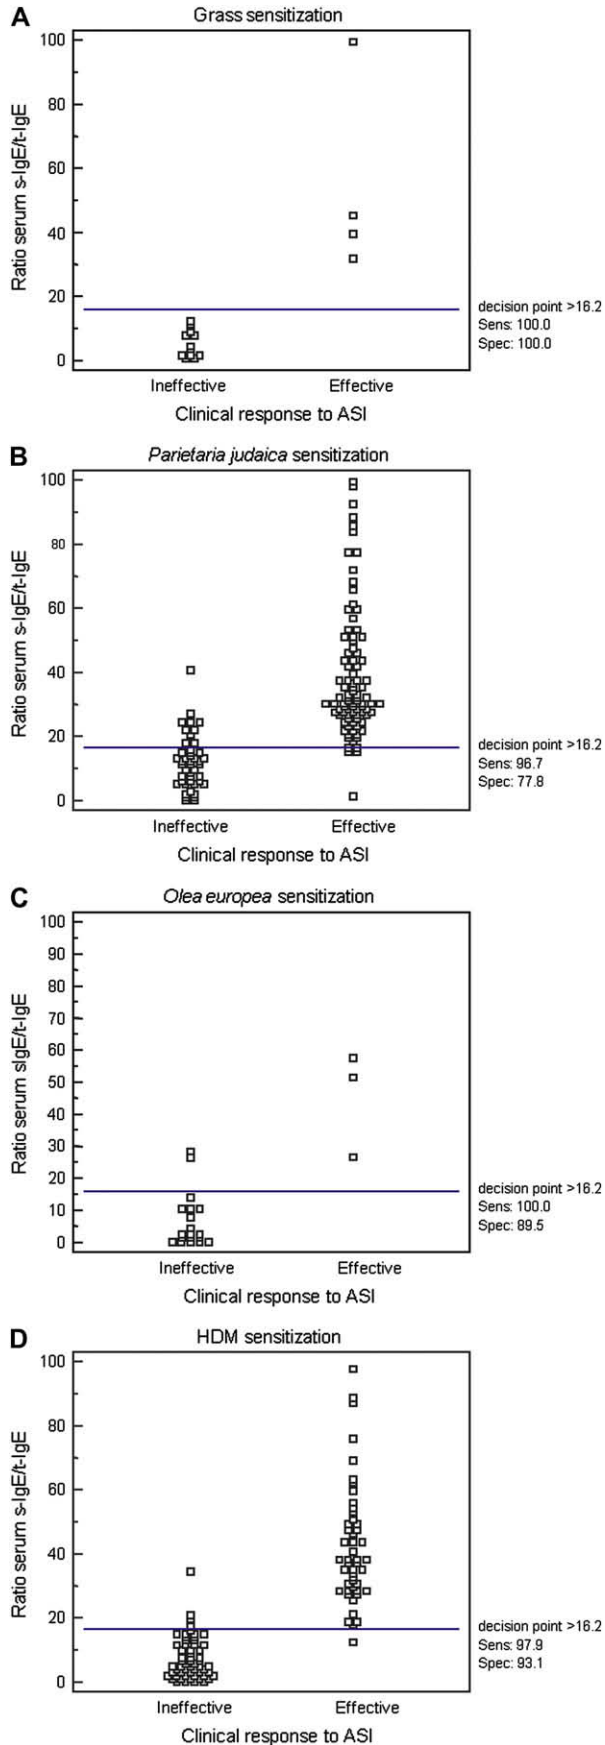 A
Grass sensitization
100
80
60
40
20
0
Ratio serum s-IgE/t-IgE
decision point >16.2
Sens: 100.0
Spec: 100.0
Ineffective
Effective
Clinical response to ASI
B
Parietaria judaica sensitization
100
80
60
40
20
0
Ratio serum s-IgE/t-IgE
decision point >16.2
Sens: 96.7
Spec: 77.8
Ineffective
Effective
Clinical response to ASI
C
Olea europea sensitization
100
90
80
70
60
50
40
30
20
10
0
Ratio serum sIgE/t-IgE
decision point >16.2
Sens: 100.0
Spec: 89.5
Ineffective
Effective
Clinical response to ASI
D
HDM sensitization
100
80
60
40
20
0
Ratio serum s-IgE/t-IgE
decision point >16.2
Sens: 97.9
Spec: 93.1
Ineffective
Effective
Clinical response to ASI